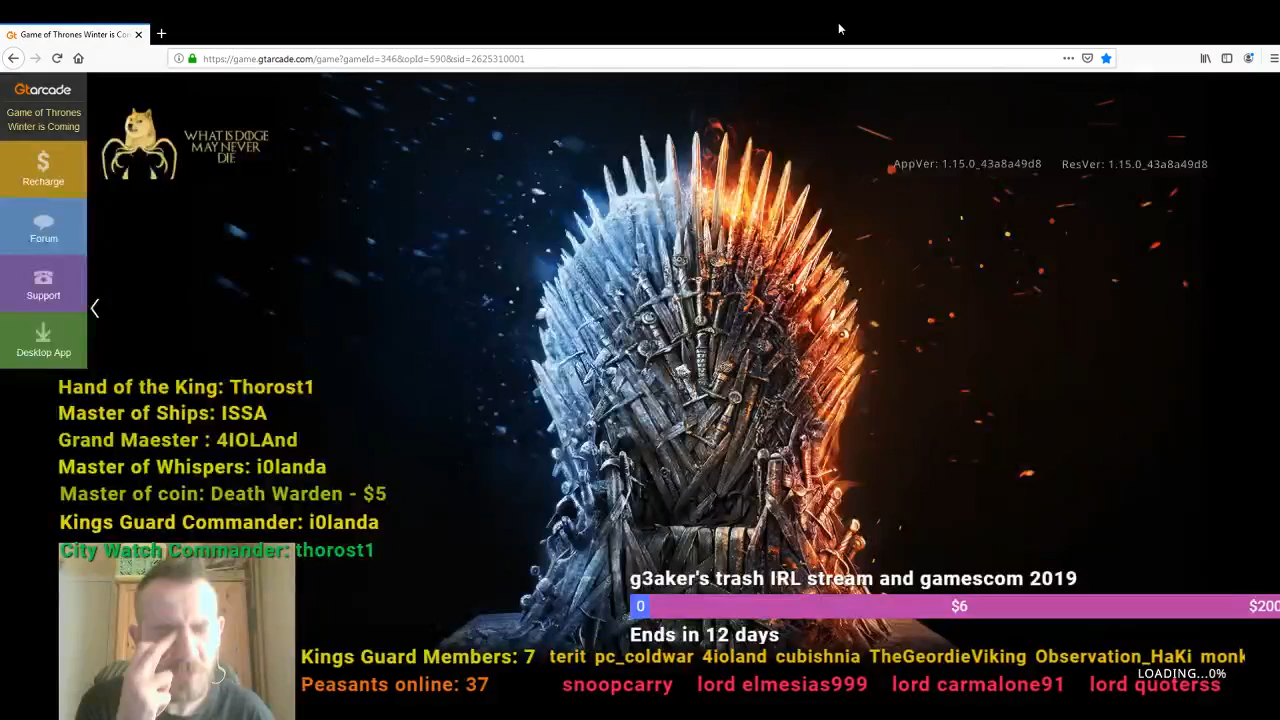 Gt Game of Thrones Winter is Co
https://game.gtarcade.com/game?gameId=346&opId=590&sid=2625310001
Gtarcade
Game of Thrones
Winter is Coming
$
Recharge
Forum
Support
Desktop App
WHAT IS DOGE
MAY NEVER
DIE
AppVer: 1.15.0_43a8a49d8 ResVer: 1.15.0_43a8a49d8
Hand of the King: Thorost1
Master of Ships: ISSA
Grand Maester : 4IOLAnd
Master of Whispers: i0landa
Master of coin: Death Warden - $5
Kings Guard Commander: i0landa
City Watch Commander: thorost1
g3aker's trash IRL stream and gamescom 2019
0 $6 $200
Ends in 12 days
Kings Guard Members: 7 terit pc_coldwar 4ioland cubishnia TheGeordieViking Observation_HaKi monk
LOADING...0%
Peasants online: 37 snoopcarry lord elmesias999 lord carmalone91 lord quoterss